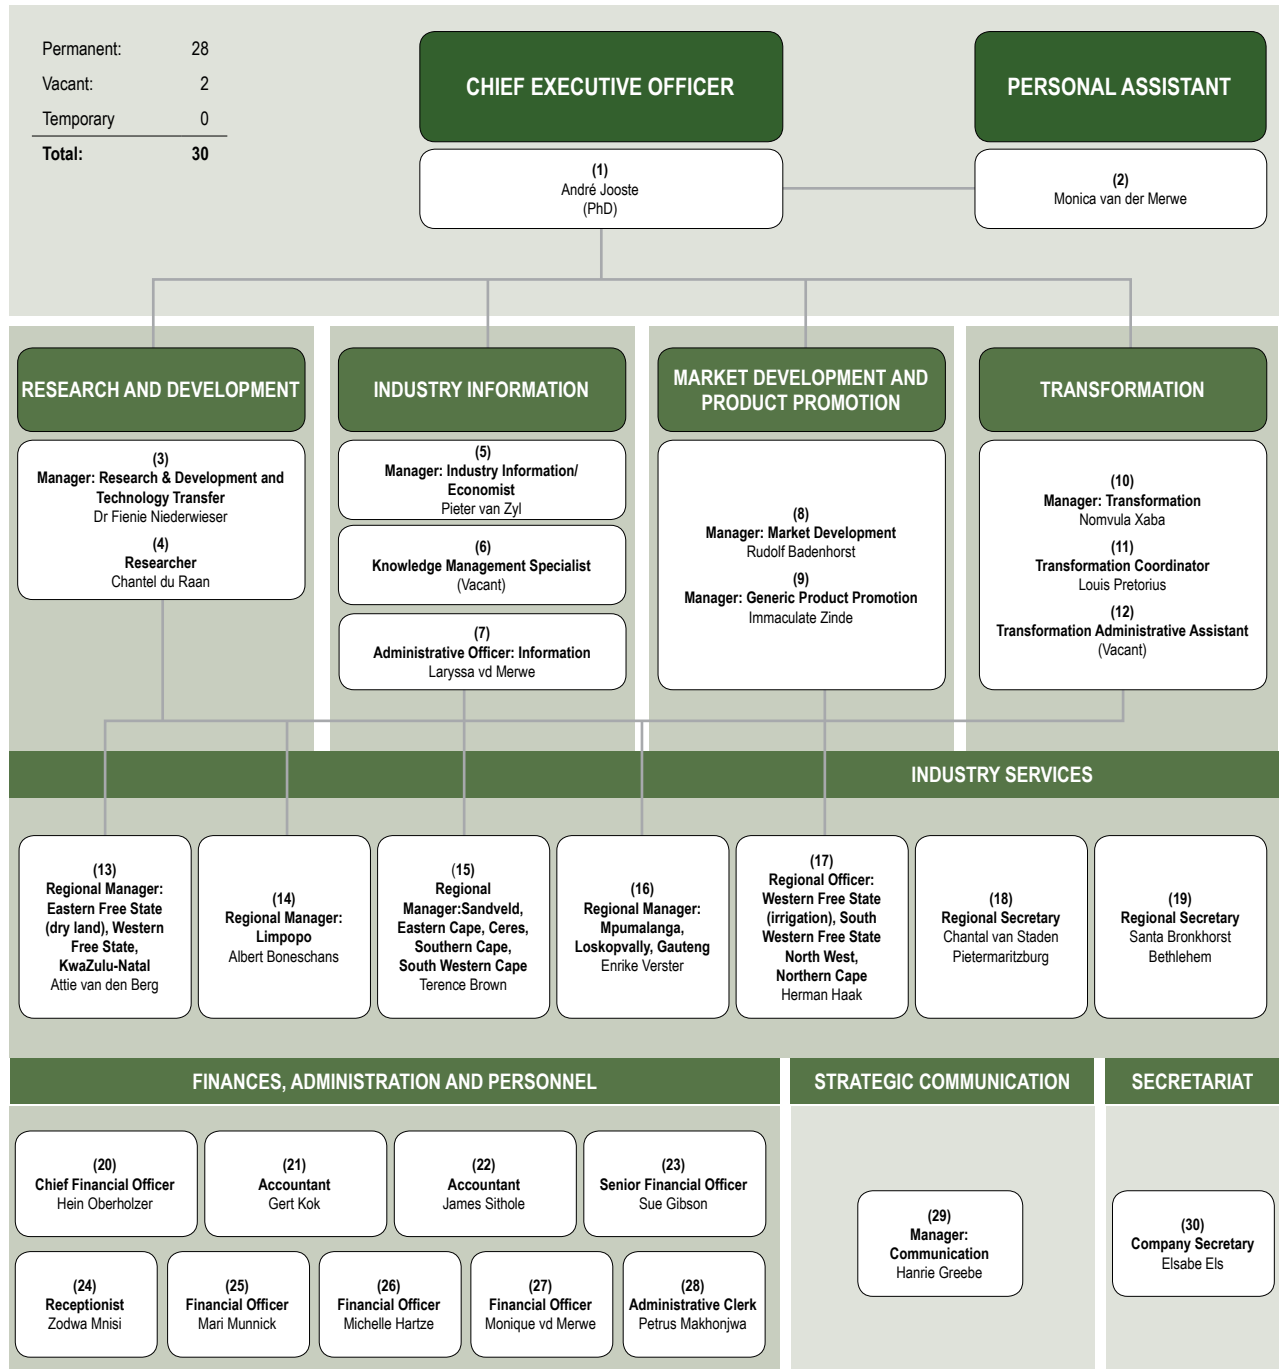 Permanent: 28
Vacant: 2
Temporary 0
Total: 30
CHIEF EXECUTIVE OFFICER
(1)
André Jooste
(PhD)
PERSONAL ASSISTANT
(2)
Monica van der Merwe
RESEARCH AND DEVELOPMENT
(3)
Manager: Research & Development and
Technology Transfer
Dr Fienie Niederwieser
(4)
Researcher
Chantel du Raan
INDUSTRY INFORMATION
(5)
Manager: Industry Information/
Economist
Pieter van Zyl
(6)
Knowledge Management Specialist
(Vacant)
(7)
Administrative Officer: Information
Laryssa vd Merwe
MARKET DEVELOPMENT AND
PRODUCT PROMOTION
(8)
Manager: Market Development
Rudolf Badenhorst
(9)
Manager: Generic Product Promotion
Immaculate Zinde
TRANSFORMATION
(10)
Manager: Transformation
Nomvula Xaba
(11)
Transformation Coordinator
Louis Pretorius
(12)
Transformation Administrative Assistant
(Vacant)
INDUSTRY SERVICES
(13)
Regional Manager:
Eastern Free State
(dry land), Western
Free State,
KwaZulu-Natal
Attie van den Berg
(14)
Regional Manager:
Limpopo
Albert Boneschans
(15)
Regional
Manager:Sandveld,
Eastern Cape, Ceres,
Southern Cape,
South Western Cape
Terence Brown
(16)
Regional Manager:
Mpumalanga,
Loskopvally, Gauteng
Enrike Verster
(17)
Regional Officer:
Western Free State
(irrigation), South
Western Free State
North West,
Northern Cape
Herman Haak
(18)
Regional Secretary
Chantal van Staden
Pietermaritzburg
(19)
Regional Secretary
Santa Bronkhorst
Bethlehem
FINANCES, ADMINISTRATION AND PERSONNEL
(20)
Chief Financial Officer
Hein Oberholzer
(21)
Accountant
Gert Kok
(22)
Accountant
James Sithole
(23)
Senior Financial Officer
Sue Gibson
(24)
Receptionist
Zodwa Mnisi
(25)
Financial Officer
Mari Munnick
(26)
Financial Officer
Michelle Hartze
(27)
Financial Officer
Monique vd Merwe
(28)
Administrative Clerk
Petrus Makhonjwa
STRATEGIC COMMUNICATION
(29)
Manager:
Communication
Hanrie Greebe
SECRETARIAT
(30)
Company Secretary
Elsabe Els